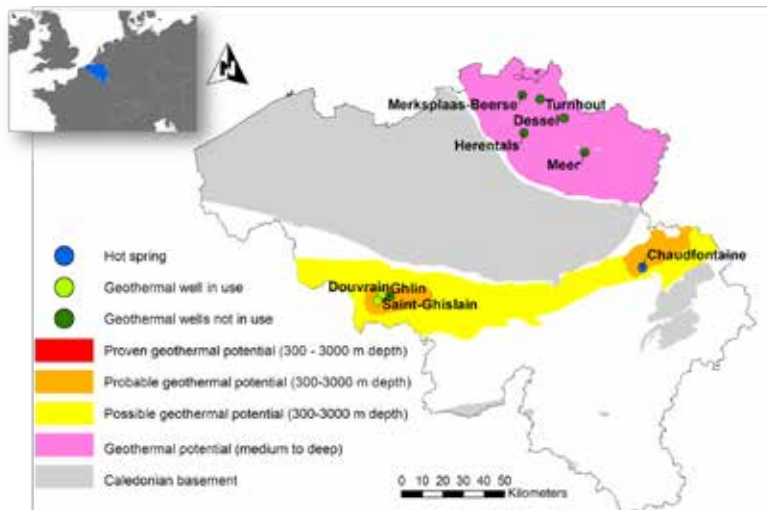 N
Merksplaas-Beerse
Turnhout
Dessel
Herentals
Meer
Chaudfontaine
Douvrain
Ghlin
Saint-Ghislain
Hot spring
Geothermal well in use
Geothermal wells not in use
Proven geothermal potential (300 - 3000 m depth)
Probable geothermal potential (300-3000 m depth)
Possible geothermal potential (300-3000 m depth)
Geothermal potential (medium to deep)
Caledonian basement
0 10 20 30 40 50
Kilometers